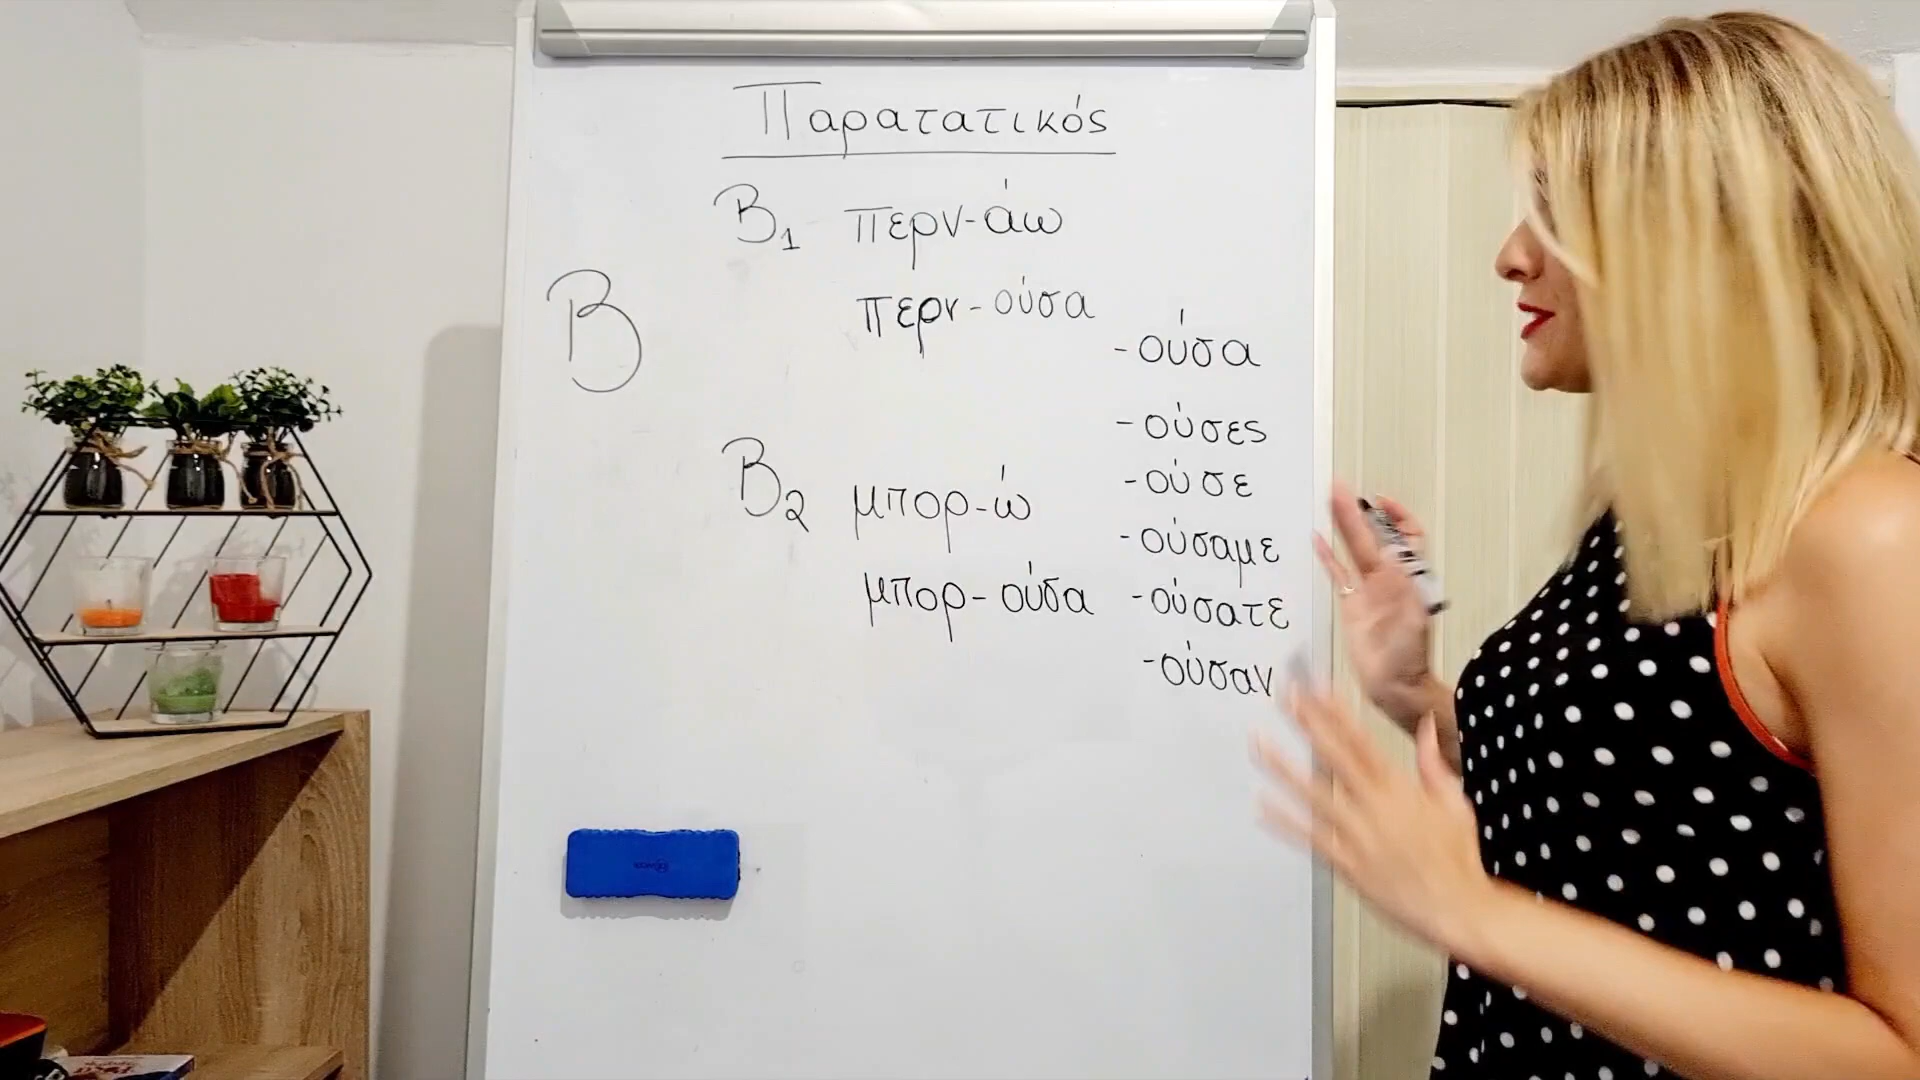 Παρατατικός
Β
Β1 περν-άω
περν-ούσα
Β2 μπορ-ώ
μπορ-ούσα
-ούσα
-ούσες
-ούσε
-ούσαμε
-ούσατε
-ούσαν